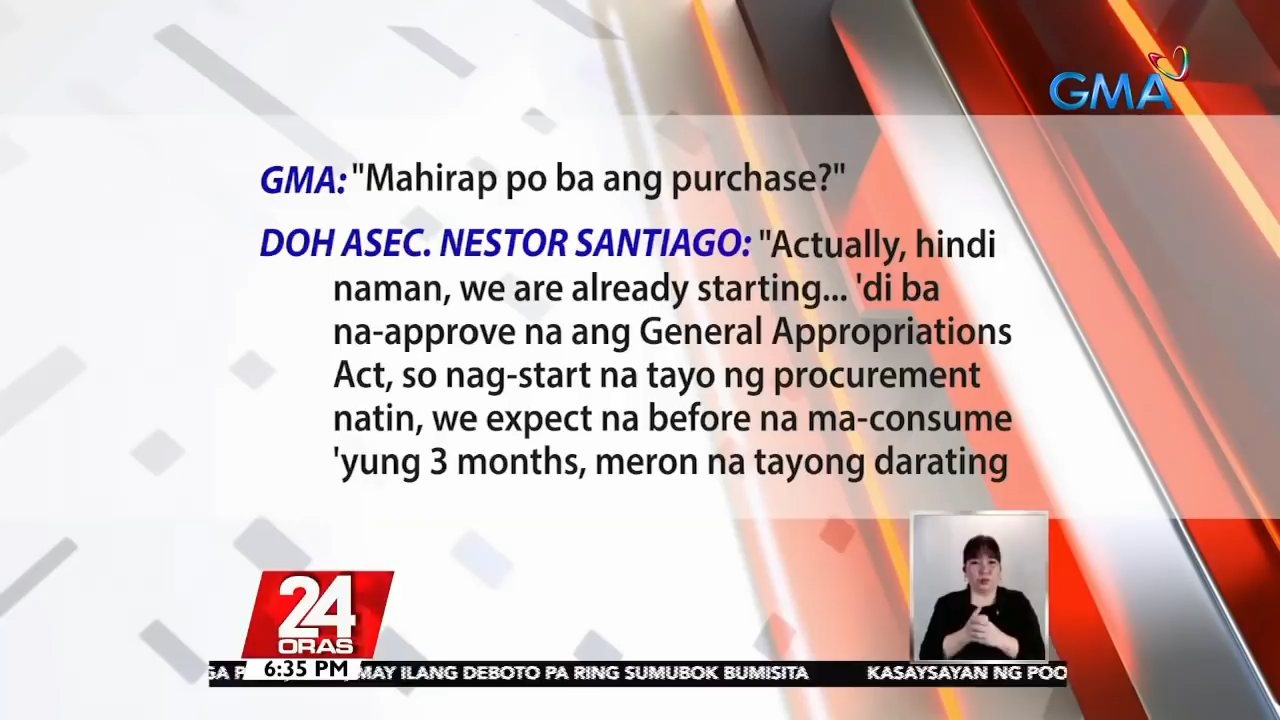 GMA
GMA: "Mahirap po ba ang purchase?"
DOH ASEC. NESTOR SANTIAGO: "Actually, hindi
naman, we are already starting... 'di ba
na-approve na ang General Appropriations
Act, so nag-start na tayo ng procurement
natin, we expect na before na ma-consume
'yung 3 months, meron na tayong darating
24
ORAS
6:35 PM
MAY ILANG DEBOTO PA RING SUMUBOK BUMISITA KASAYSAYAN NG POO